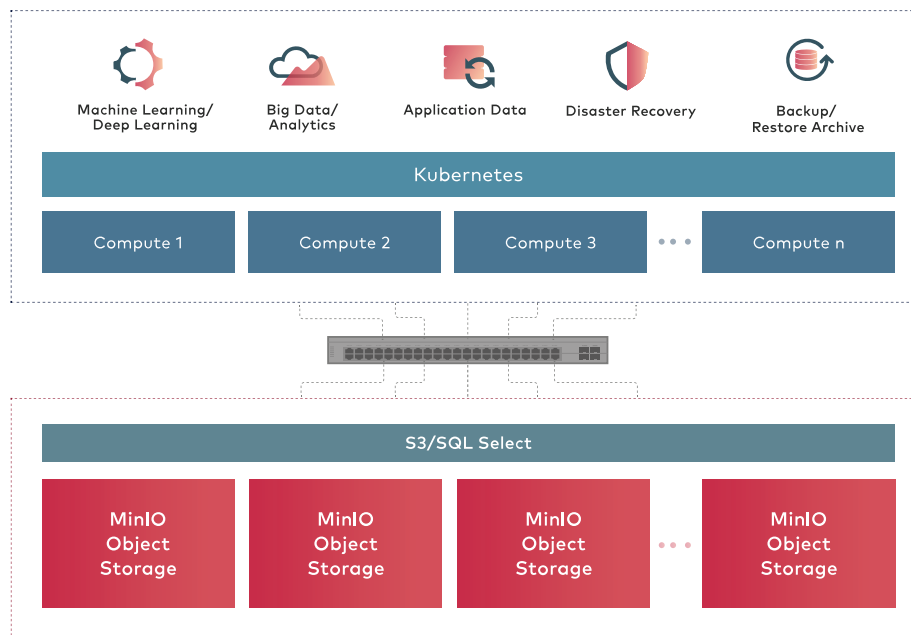 Machine Learning/
Deep Learning
Big Data/
Analytics
Application Data
Disaster Recovery
Backup/
Restore Archive
Kubernetes
Compute 1
Compute 2
Compute 3
Compute n
S3/SQL Select
MinIO
Object
Storage
MinIO
Object
Storage
MinIO
Object
Storage
MinIO
Object
Storage